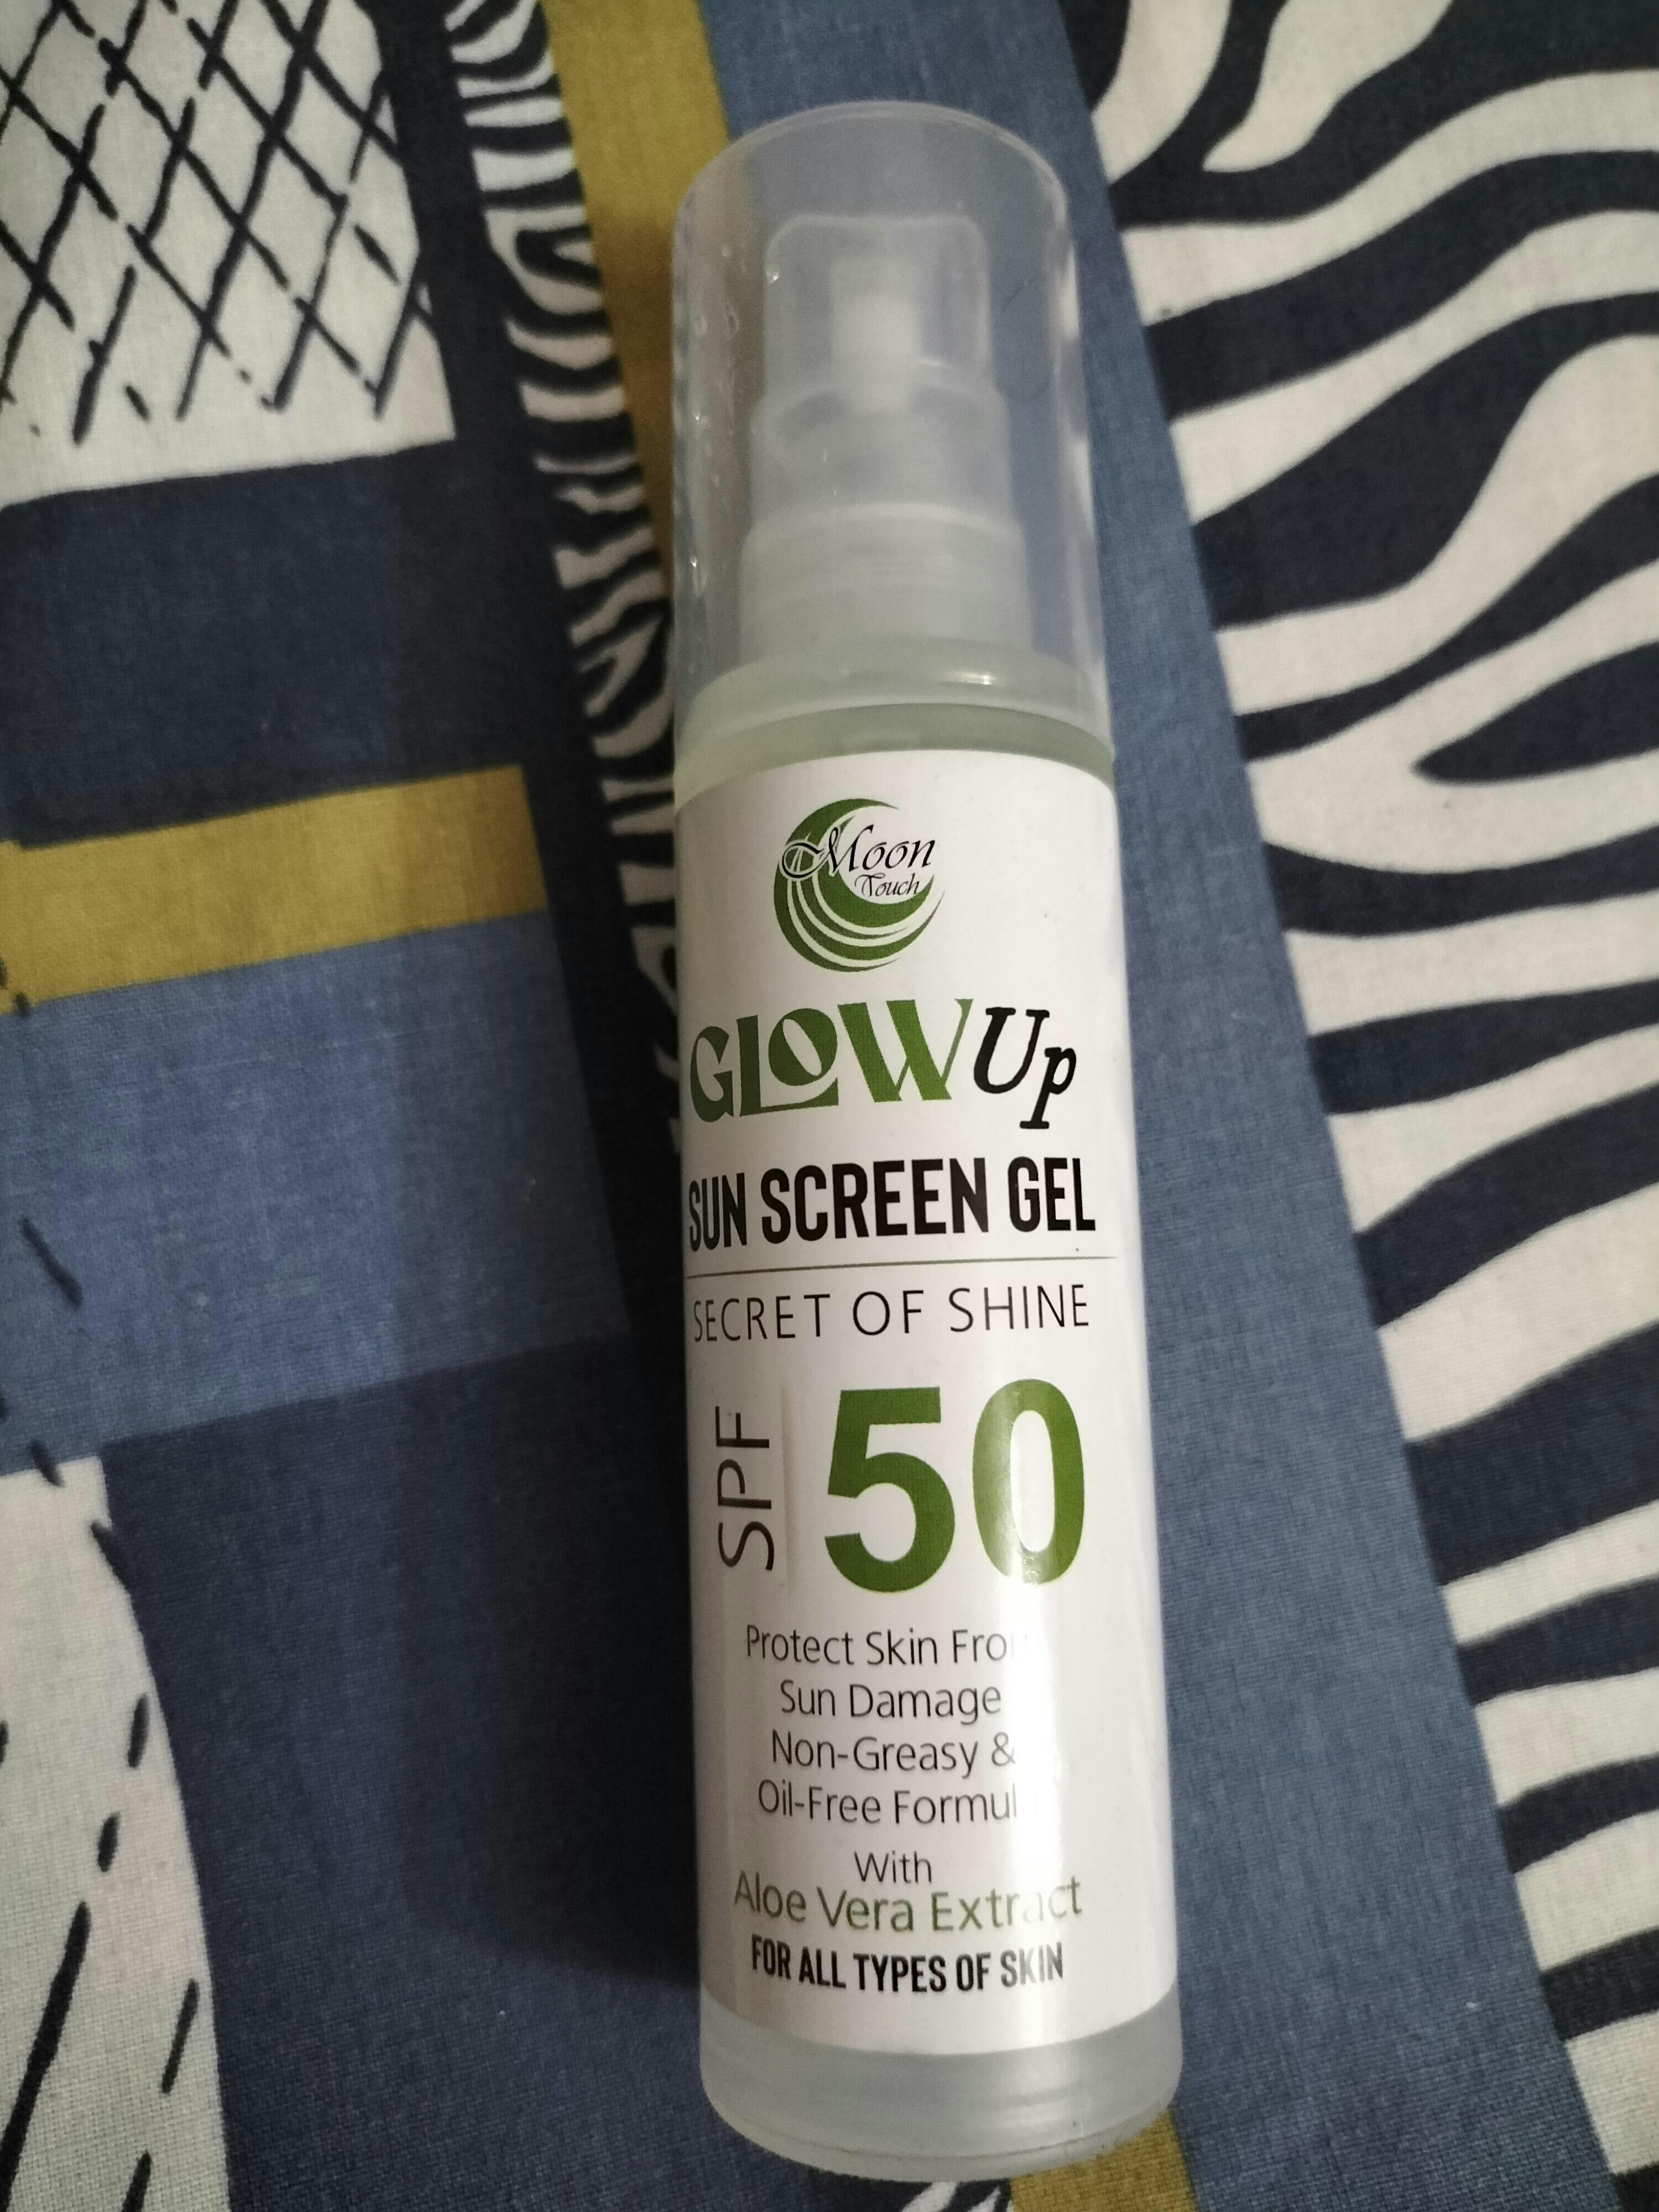 Moon
Touch
GLOW Up
SUN SCREEN GEL
SECRET OF SHINE
SPF 50
Protect Skin From
Sun Damage
Non-Greasy &
Oil-Free Formul
With
Aloe Vera Extract
FOR ALL TYPES OF SKIN